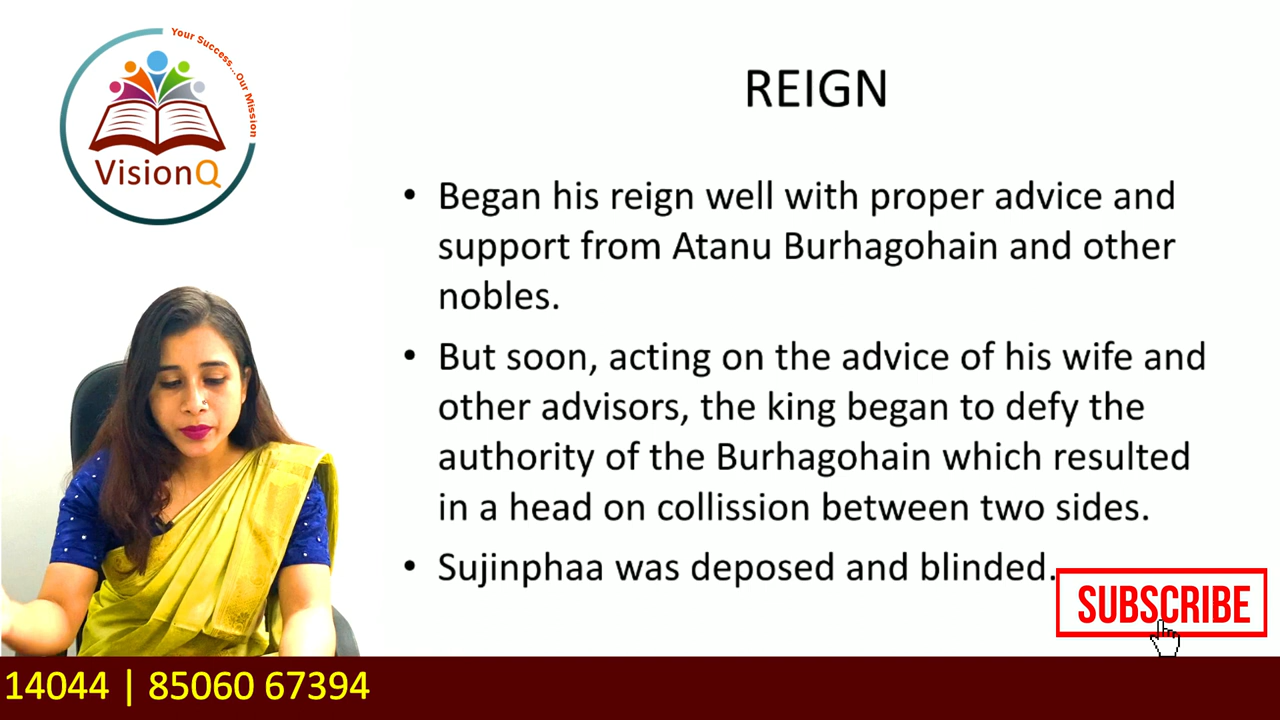 Your Success...Our Mission
VisionQ
REIGN
• Began his reign well with proper advice and
support from Atanu Burhagohain and other
nobles.
• But soon, acting on the advice of his wife and
other advisors, the king began to defy the
authority of the Burhagohain which resulted
in a head on collission between two sides.
• Sujinphaa was deposed and blinded.
SUBSCRIBE
14044 | 85060 67394